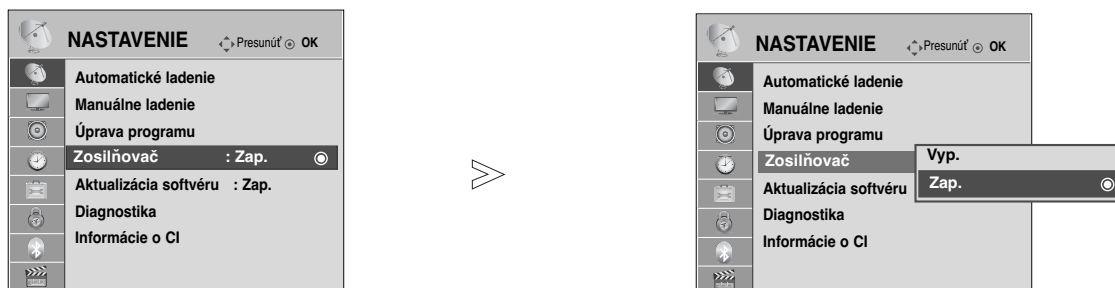 NASTAVENIE Presunúť OK
Automatické ladenie
Manuálne ladenie
Úprava programu
Zosilňovač : Zap.
Aktualizácia softvéru : Zap.
Diagnostika
Informácie o CI
NASTAVENIE Presunúť OK
Automatické ladenie
Manuálne ladenie
Úprava programu
Zosilňovač
Aktualizácia softvéru
Diagnostika
Informácie o CI
Vyp.
Zap.